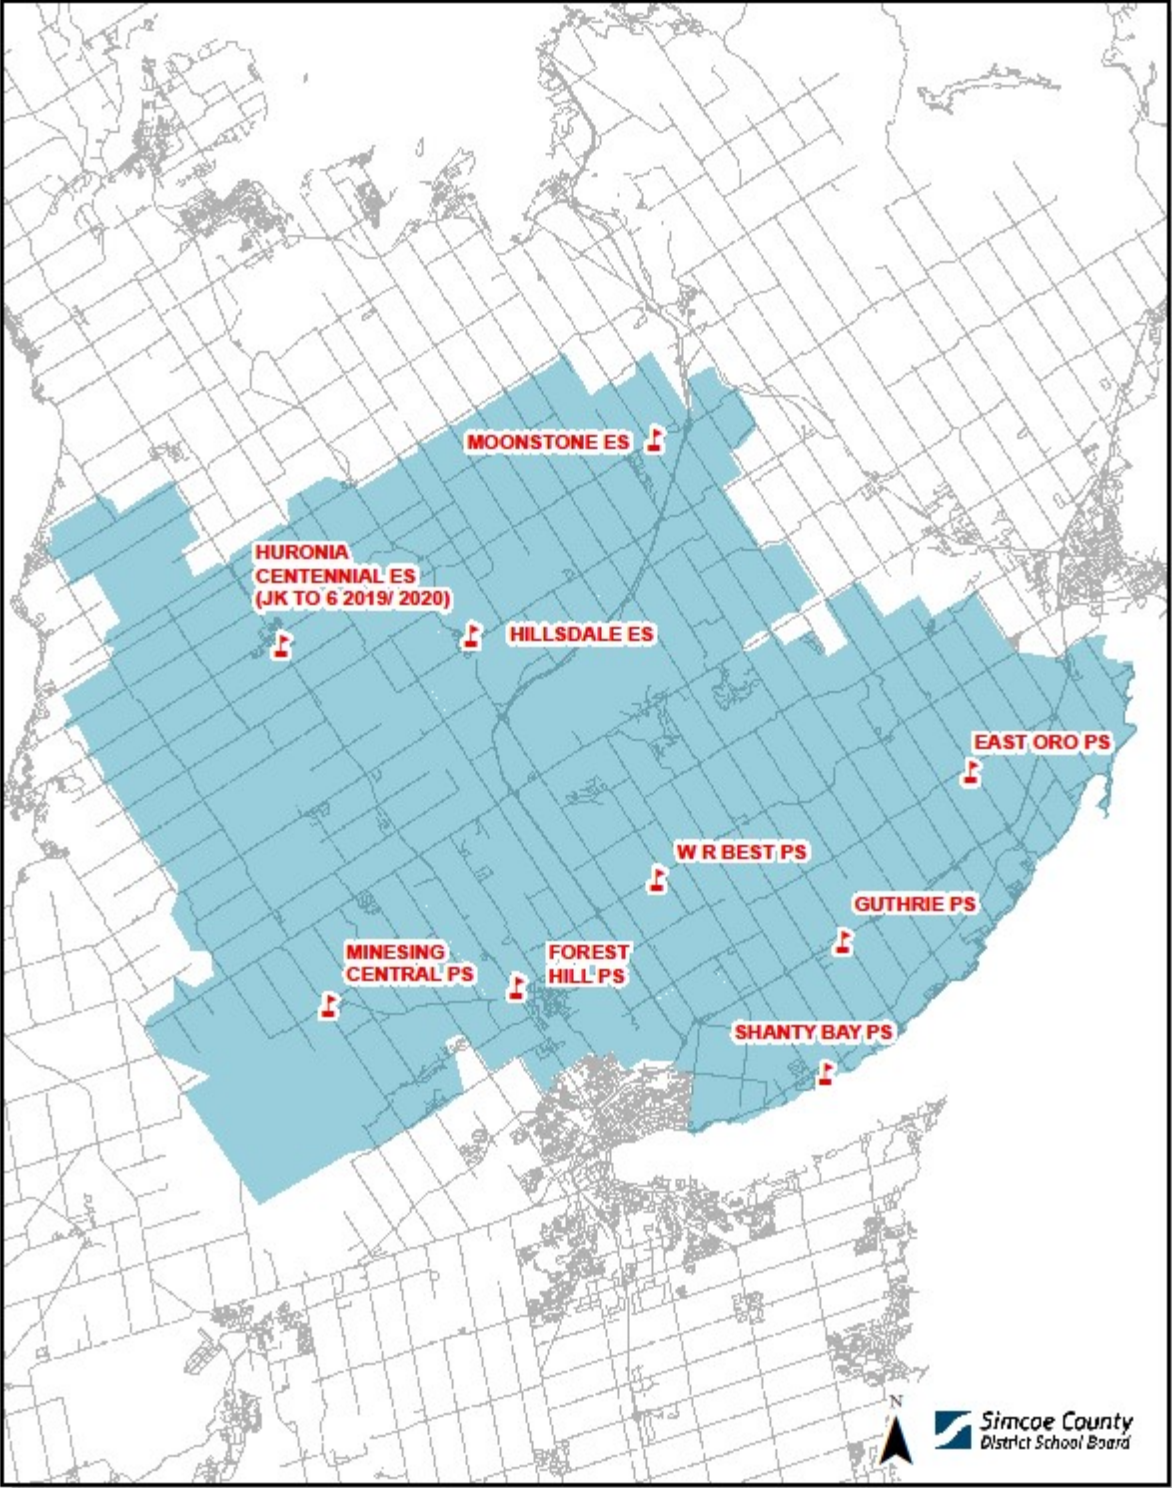 MOONSTONE ES
HURONIA
CENTENNIAL ES
(JK TO 6 2019/ 2020)
HILLSDALE ES
EAST ORO PS
W R BEST PS
GUTHRIE PS
MINESING
CENTRAL PS
FOREST
HILL PS
SHANTY BAY PS
N
Simcoe County
District School Board